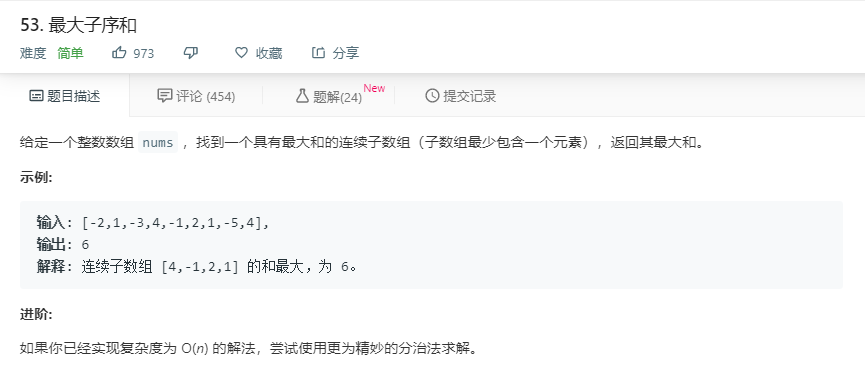 53. 最大子序和
难度 简单 973 收藏 分享
题目描述 评论 (454) 题解(24) New 提交记录
给定一个整数数组 nums ，找到一个具有最大和的连续子数组（子数组最少包含一个元素），返回其最大和。
示例:
输入: [-2,1,-3,4,-1,2,1,-5,4],
输出: 6
解释: 连续子数组 [4,-1,2,1] 的和最大，为 6。
进阶:
如果你已经实现复杂度为 O(n) 的解法，尝试使用更为精妙的分治法求解。